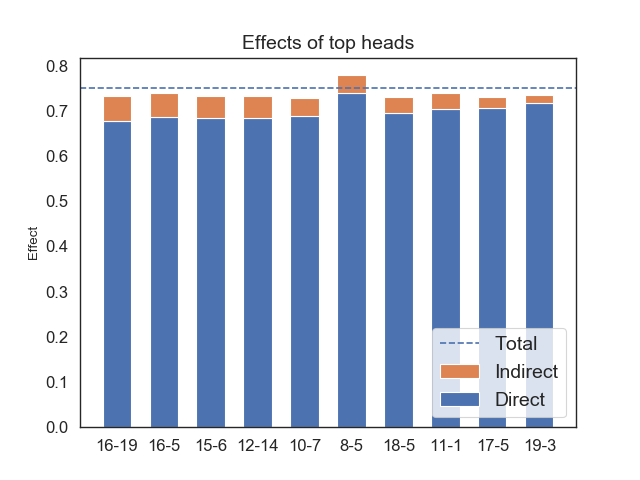 Effects of top heads
Effect
0.8
0.7
0.6
0.5
0.4
0.3
0.2
0.1
0.0
Total
Indirect
Direct
16-19 16-5 15-6 12-14 10-7 8-5 18-5 11-1 17-5 19-3